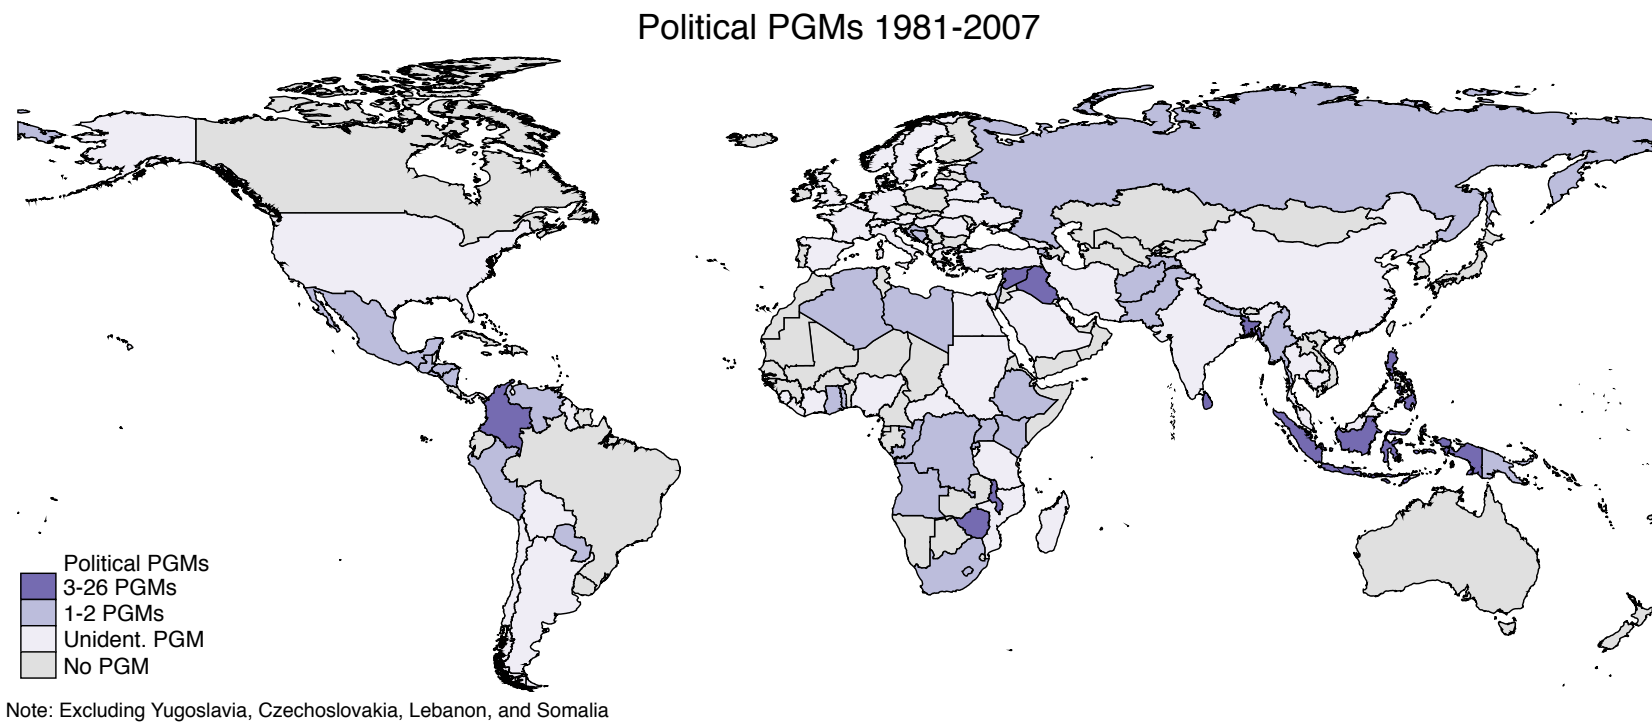 Political PGMs 1981-2007
Political PGMs
3-26 PGMs
1-2 PGMs
Unident. PGM
No PGM
Note: Excluding Yugoslavia, Czechoslovakia, Lebanon, and Somalia